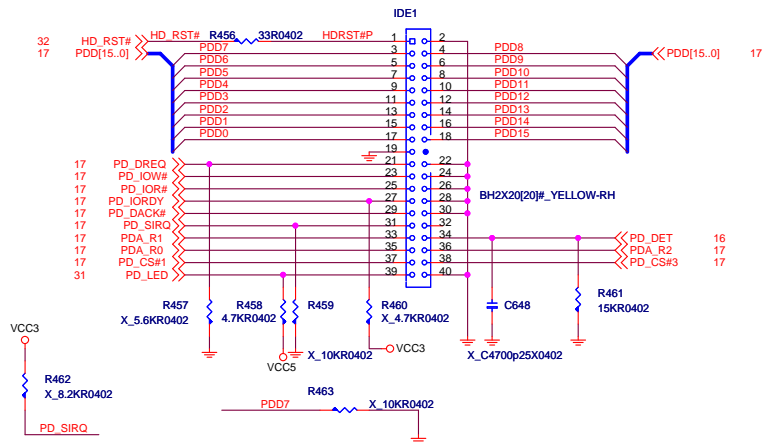 IDE1
HD_RST# R456 33R0402 HDRST#P 1 2
32 HD_RST#
17 PDD[15..0] PDD7 3 4 PDD8 PDD[15..0] 17
PDD6 5 6 PDD9
PDD5 7 8 PDD10
PDD4 9 10 PDD11
PDD3 11 12 PDD12
PDD2 13 14 PDD13
PDD1 15 16 PDD14
PDD0 17 18 PDD15
19
17 PD_DREQ 21 22
17 PD_IOW# 23 24
17 PD_IOR# 25 26
BH2X20[20]#_YELLOW-RH
17 PD_IORDY 27 28
17 PD_DACK# 29 30
17 PD_SIRQ 31 32
17 PDA_R1 33 34 PD_DET 16
17 PDA_R0 35 36 PDA_R2 17
17 PD_CS#1 37 38 PD_CS#3 17
31 PD_LED 39 40
R457 R458 R459 R460 C648 R461
X_5.6KR0402 4.7KR0402 X_4.7KR0402 15KR0402
VCC3
VCC5 X_10KR0402 VCC3 X_C4700p25X0402
R462
X_8.2KR0402
R463
PDD7 X_10KR0402
PD_SIRQ